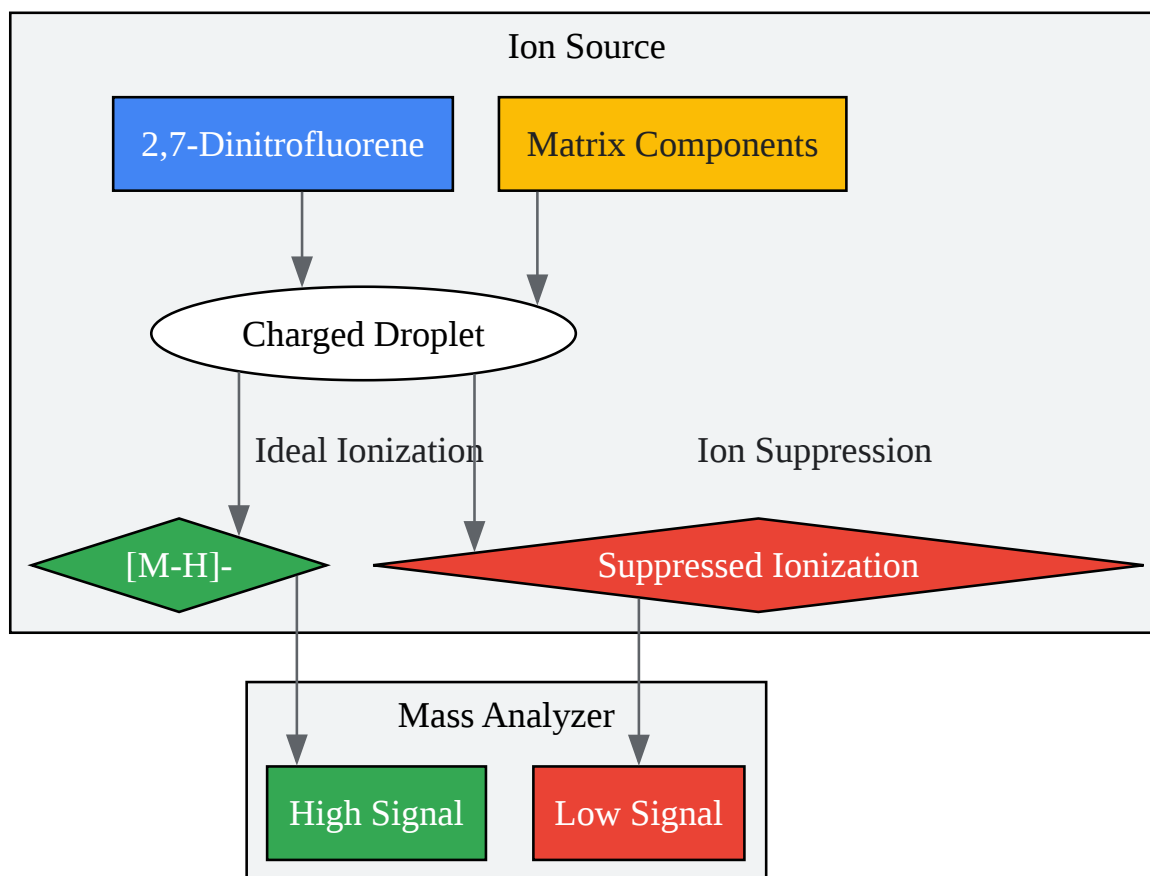 Ion Source
2,7-Dinitrofluorene
Matrix Components
Charged Droplet
Ideal Ionization
Ion Suppression
[M-H]-
Suppressed Ionization
Mass Analyzer
High Signal
Low Signal